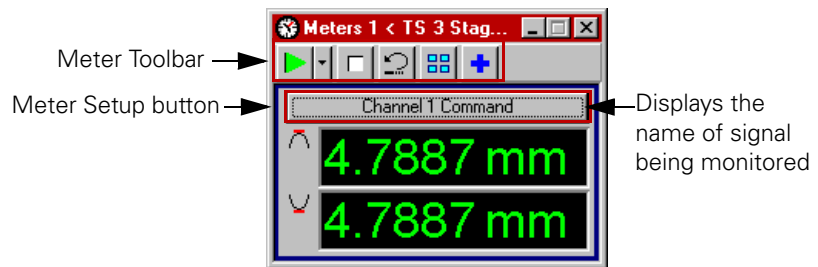 Meters 1 < TS 3 Stag...
Meter Toolbar
Meter Setup button
Channel 1 Command
Displays the
name of signal
being monitored
4.7887 mm
4.7887 mm